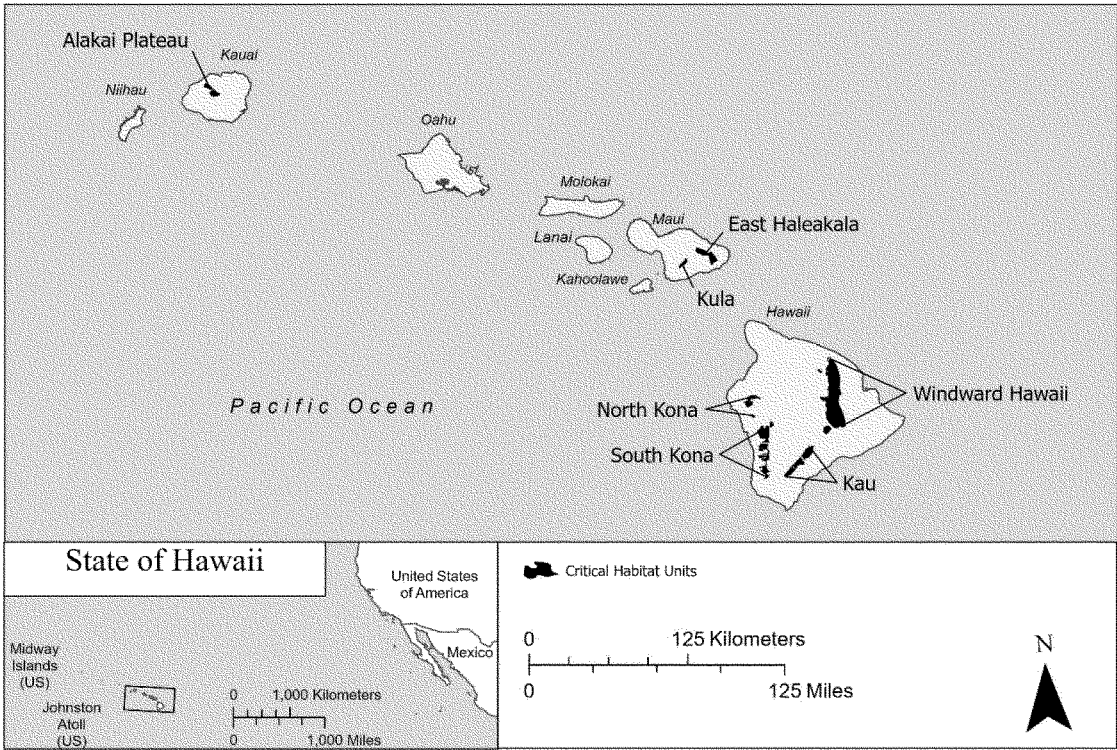 Alakai Plateau
Kauai
Niihau
Oahu
Molokai
Maui
East Haleakala
Lanai
Kahoolawe
Kula
Hawaii
Windward Hawaii
Pacific Ocean
North Kona
South Kona
Kau
State of Hawaii
United States
of America
Mexico
Midway
Islands
(US)
Johnston
Atoll
(US)
0 1,000 Kilometers
0 1,000 Miles
Critical Habitat Units
0 125 Kilometers
0 125 Miles
N